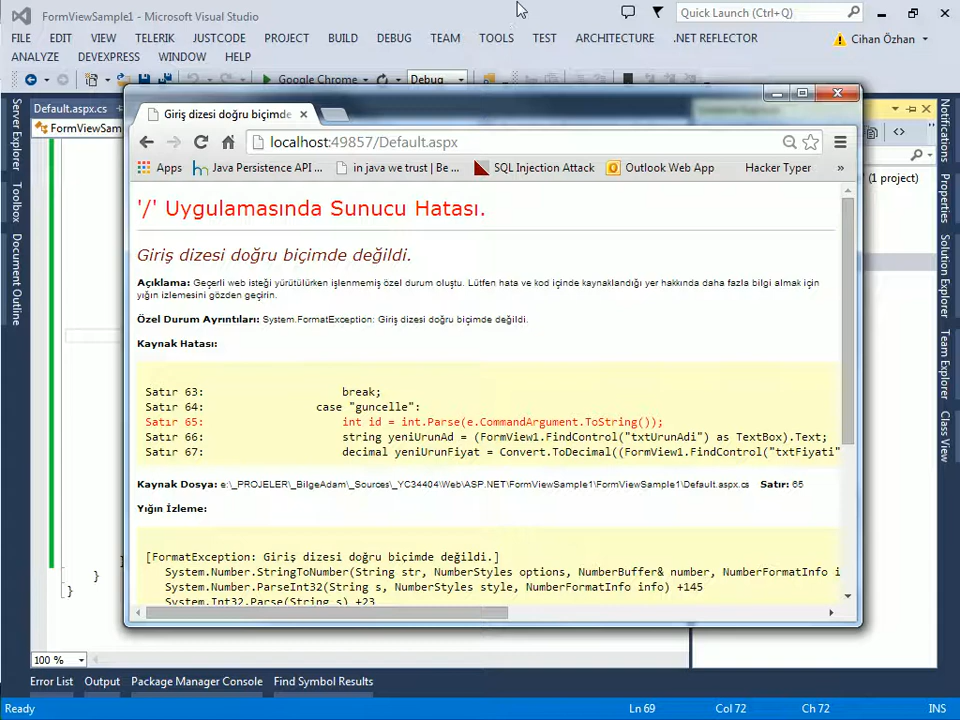 FormViewSample1 - Microsoft Visual Studio
Quick Launch (Ctrl+Q)
FILE EDIT VIEW TELERIK JUSTCODE PROJECT BUILD DEBUG TEAM TOOLS TEST ARCHITECTURE .NET REFLECTOR
Cihan Özhan
ANALYZE DEVEXPRESS WINDOW HELP
Google Chrome Debug
Default.aspx.cs
FormViewSam
Giriş dizesi doğru biçimde
localhost:49857/Default.aspx
Apps Java Persistence API ... in java we trust | Be ... SQL Injection Attack Outlook Web App Hacker Typer »
(1 project)
Server Explorer
Toolbox
Document Outline
Notifications
Properties
Solution Explorer
Team Explorer
Class View
'/' Uygulamasında Sunucu Hatası.
Giriş dizesi doğru biçimde değildi.
Açıklama: Geçerli web isteği yürütülürken işlenmemiş özel durum oluştu. Lütfen hata ve kod içinde kaynaklandığı yer hakkında daha fazla bilgi almak için
yığın izlemesini gözden geçirin.
Özel Durum Ayrıntıları: System.FormatException: Giriş dizesi doğru biçimde değildi.
Kaynak Hatası:
Satır 63: break;
Satır 64: case "guncelle":
Satır 65: int id = int.Parse(e.CommandArgument.ToString());
Satır 66: string yeniUrunAd = (FormView1.FindControl("txtUrunAdi") as TextBox).Text;
Satır 67: decimal yeniUrunFiyat = Convert.ToDecimal((FormView1.FindControl("txtFiyati"
Kaynak Dosya: e:\_PROJELER\_BilgeAdam\_Sources\_YC34404\Web\ASP.NET\FormViewSample1\FormViewSample1\Default.aspx.cs Satır: 65
Yığın İzleme:
[FormatException: Giriş dizesi doğru biçimde değildi.]
System.Number.StringToNumber(String str, NumberStyles options, NumberBuffer& number, NumberFormatInfo i
System.Number.ParseInt32(String s, NumberStyles style, NumberFormatInfo info) +145
System.Int32.Parse(String s) +23
}
}
100 %
Error List Output Package Manager Console Find Symbol Results
Ready Ln 69 Col 72 Ch 72 INS